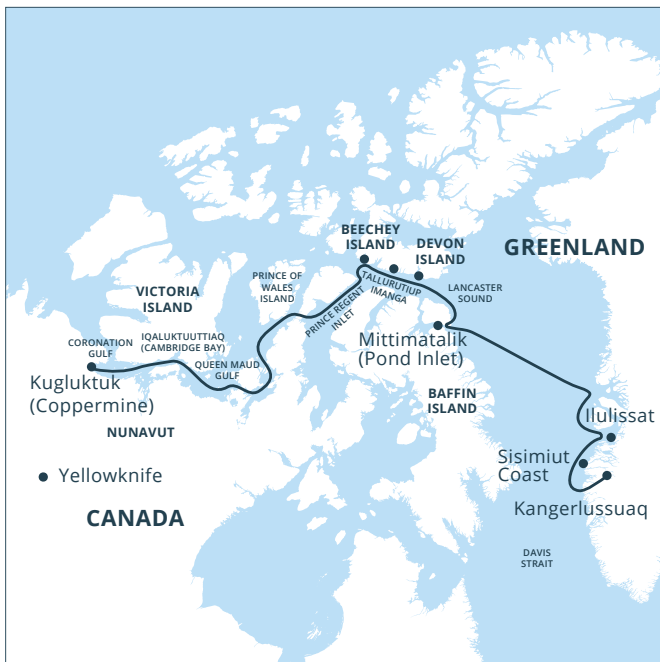 BEECHEY
ISLAND
DEVON
ISLAND
GREENLAND
PRINCE OF
WALES
ISLAND
TALLURUTIUP
IMANGA
LANCASTER
SOUND
VICTORIA
ISLAND
PRINCE REGENT
INLET
CORONATION
GULF
IQALUKTUUTTIAQ
(CAMBRIDGE BAY)
QUEEN MAUD
GULF
Mittimatalik
(Pond Inlet)
Kugluktuk
(Coppermine)
BAFFIN
ISLAND
Ilulissat
NUNAVUT
Sisimiut
Coast
Yellowknife
Kangerlussuaq
CANADA
DAVIS
STRAIT